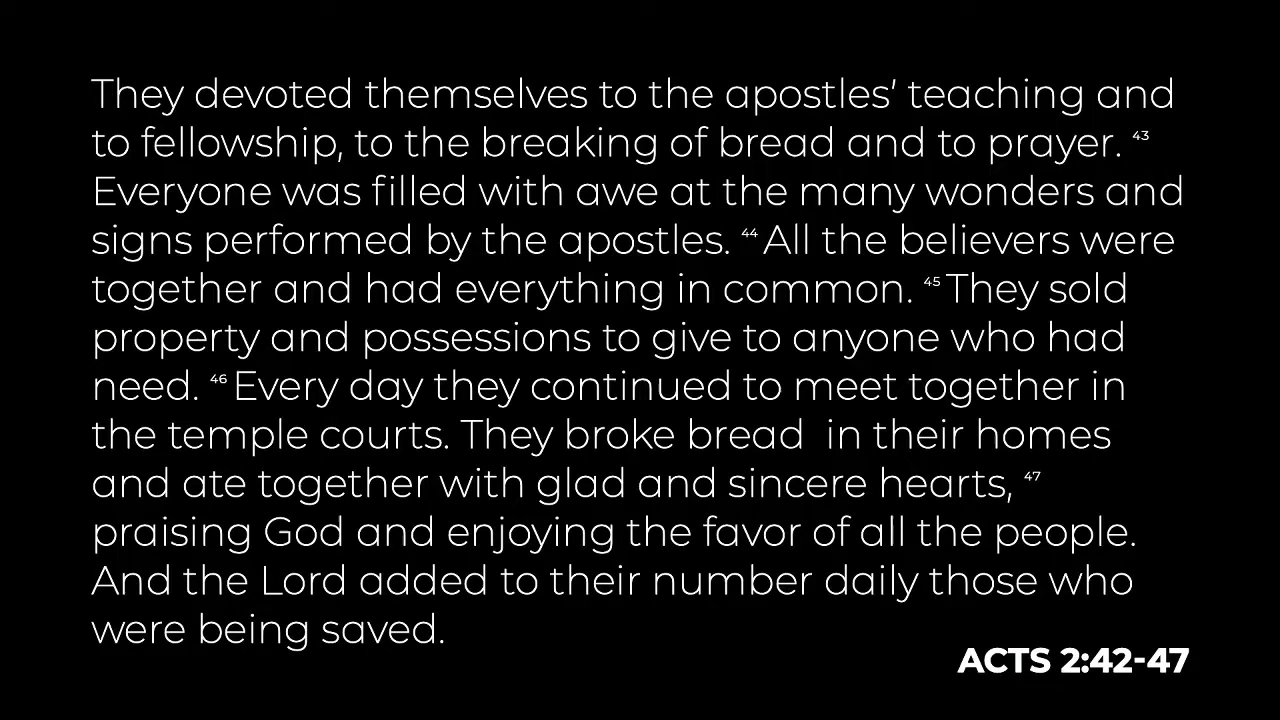 They devoted themselves to the apostles’ teaching and
to fellowship, to the breaking of bread and to prayer. 43
Everyone was filled with awe at the many wonders and
signs performed by the apostles. 44 All the believers were
together and had everything in common. 45 They sold
property and possessions to give to anyone who had
need. 46 Every day they continued to meet together in
the temple courts. They broke bread  in their homes
and ate together with glad and sincere hearts, 47
praising God and enjoying the favor of all the people.
And the Lord added to their number daily those who
were being saved.
ACTS 2:42-47